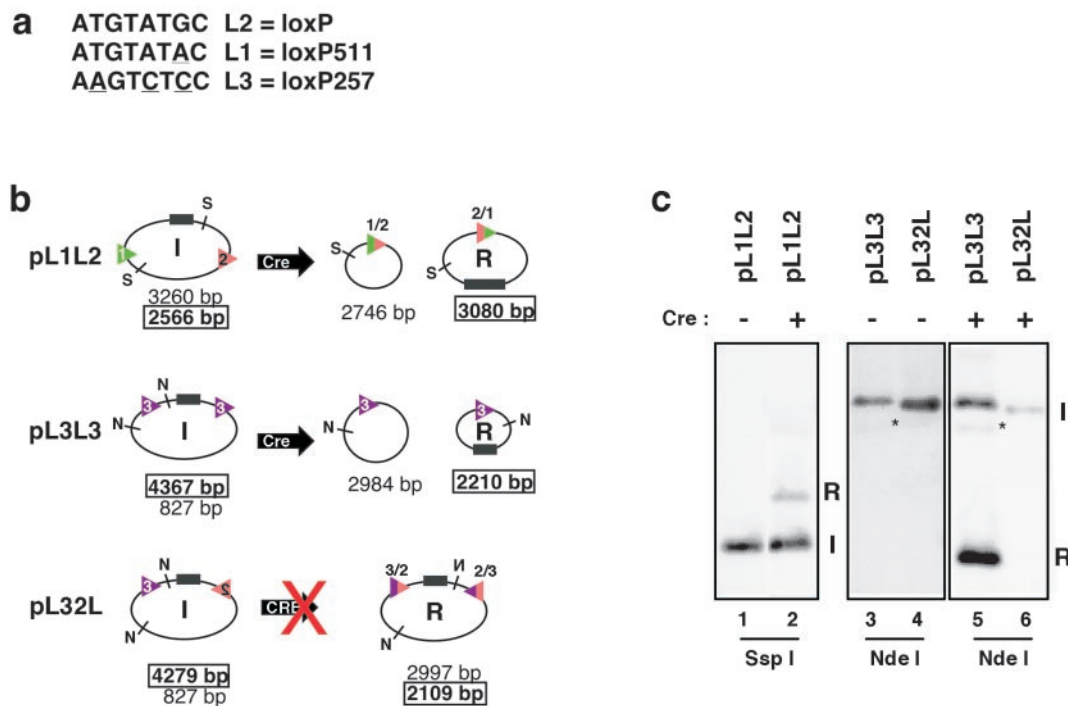 a
ATGTATGC L2 = loxP
ATGTATAC L1 = loxP511
AAGTCTCC L3 = loxP257
b
pL1L2
1
S
I
S
2
3260 bp
2566 bp
Cre
1/2
S
2746 bp
2/1
S
R
3080 bp
pL3L3
N
3
N
I
3
4367 bp
827 bp
Cre
3
N
2984 bp
3
N
R
2210 bp
pL32L
N
3
I
2
N
4279 bp
827 bp
CRE
3/2
N
2/3
R
N
2997 bp
2109 bp
c
pL1L2 pL1L2 pL3L3 pL32L pL3L3 pL32L
Cre : - + - - + +
I
*
*
R
I
R
1 2 3 4 5 6
Ssp I Nde I Nde I